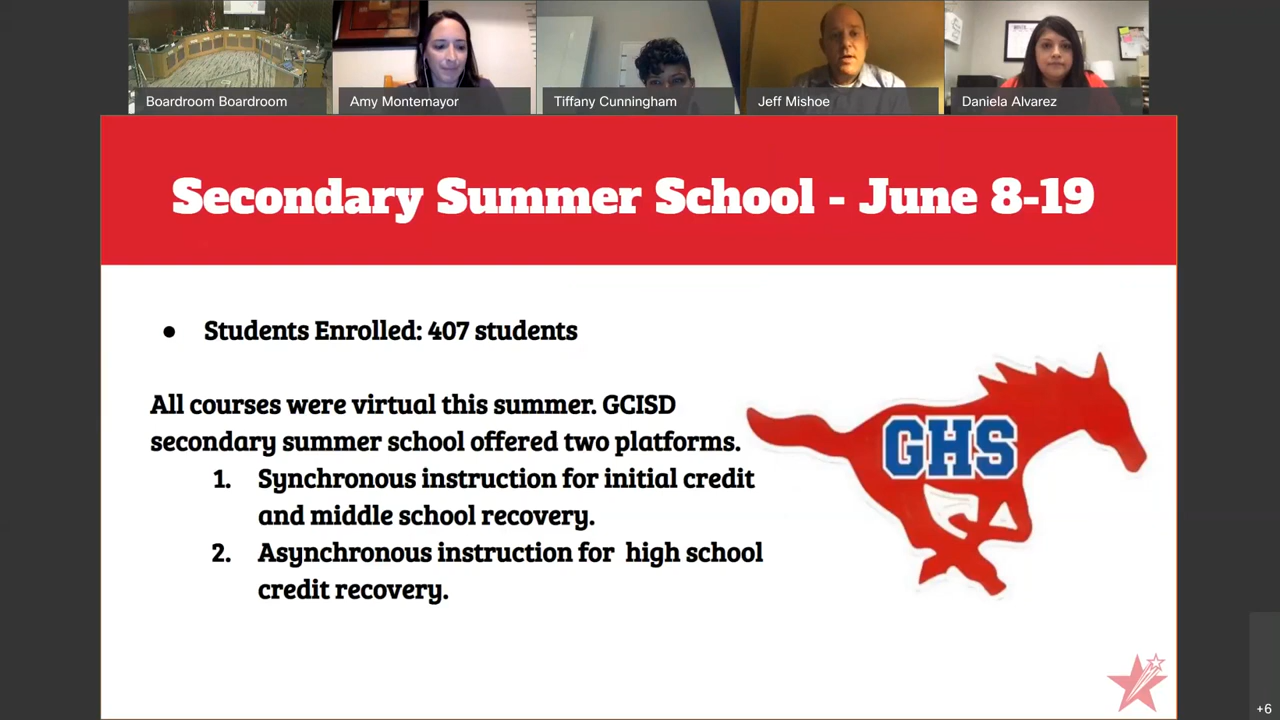 Boardroom Boardroom
Amy Montemayor
Tiffany Cunningham
Jeff Mishoe
Daniela Alvarez
Secondary Summer School - June 8-19
● Students Enrolled: 407 students
All courses were virtual this summer. GCISD
secondary summer school offered two platforms.
1. Synchronous instruction for initial credit
and middle school recovery.
2. Asynchronous instruction for high school
credit recovery.
GHS
+6